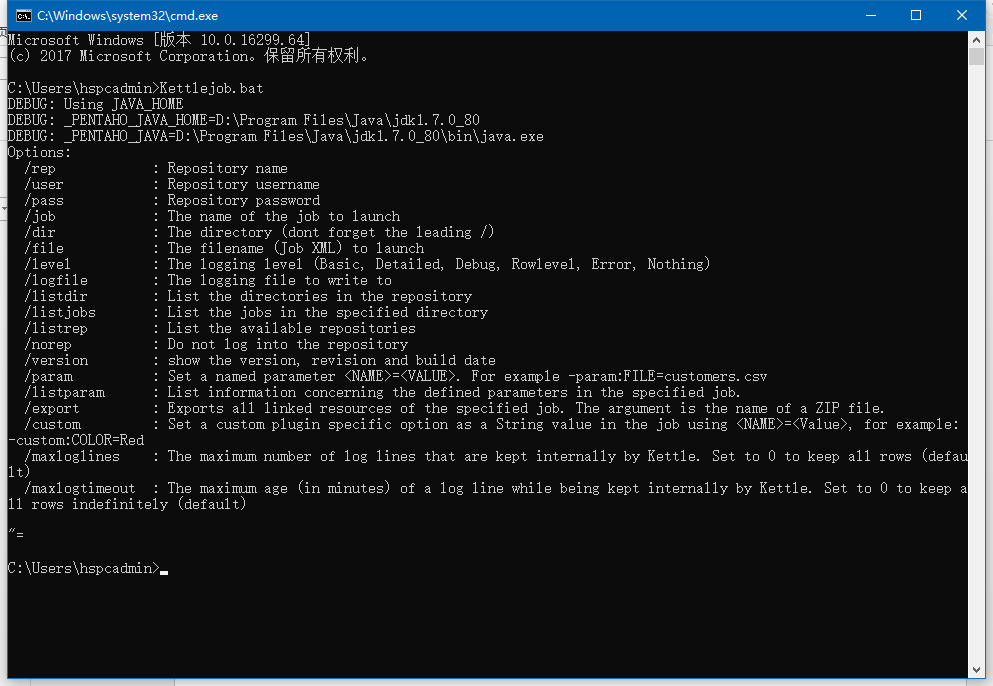 C:\Windows\system32\cmd.exe
Microsoft Windows [版本 10.0.16299.64]
(c) 2017 Microsoft Corporation。保留所有权利。
C:\Users\hspcadmin>Kettlejob.bat
DEBUG: Using JAVA_HOME
DEBUG: _PENTAHO_JAVA_HOME=D:\Program Files\Java\jdk1.7.0_80
DEBUG: _PENTAHO_JAVA=D:\Program Files\Java\jdk1.7.0_80\bin\java.exe
Options:
/rep : Repository name
/user : Repository username
/pass : Repository password
/job : The name of the job to launch
/dir : The directory (dont forget the leading /)
/file : The filename (Job XML) to launch
/level : The logging level (Basic, Detailed, Debug, Rowlevel, Error, Nothing)
/logfile : The logging file to write to
/listdir : List the directories in the repository
/listjobs : List the jobs in the specified directory
/listrep : List the available repositories
/norep : Do not log into the repository
/version : show the version, revision and build date
/param : Set a named parameter <NAME>=<VALUE>. For example -param:FILE=customers.csv
/listparam : List information concerning the defined parameters in the specified job.
/export : Exports all linked resources of the specified job. The argument is the name of a ZIP file.
/custom : Set a custom plugin specific option as a String value in the job using <NAME>=<Value>, for example:
-custom:COLOR=Red
/maxloglines : The maximum number of log lines that are kept internally by Kettle. Set to 0 to keep all rows (defau
lt)
/maxlogtimeout : The maximum age (in minutes) of a log line while being kept internally by Kettle. Set to 0 to keep a
ll rows indefinitely (default)
″=
C:\Users\hspcadmin>